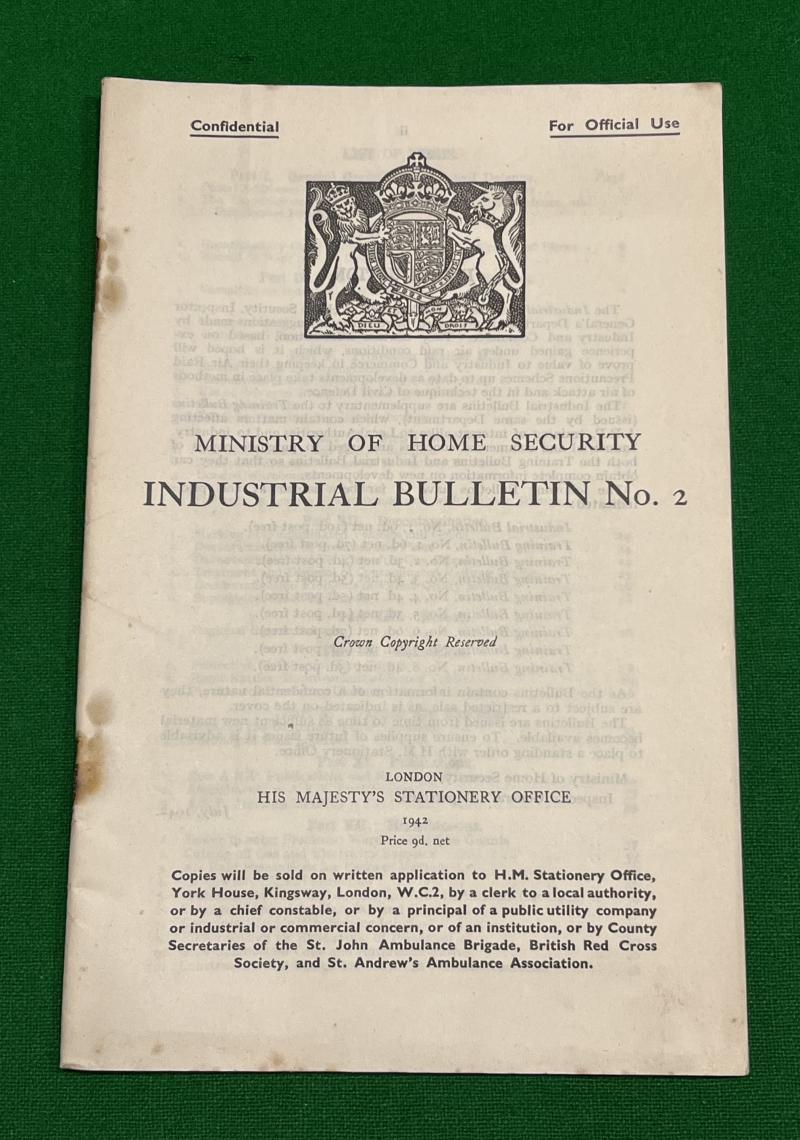 Confidential
For Official Use
DIEU
DROIT
MINISTRY OF HOME SECURITY
INDUSTRIAL BULLETIN No. 2
Crown Copyright Reserved
LONDON
HIS MAJESTY'S STATIONERY OFFICE
1942
Price 9d. net
Copies will be sold on written application to H.M. Stationery Office,
York House, Kingsway, London, W.C.2, by a clerk to a local authority,
or by a chief constable, or by a principal of a public utility company
or industrial or commercial concern, or of an institution, or by County
Secretaries of the St. John Ambulance Brigade, British Red Cross
Society, and St. Andrew's Ambulance Association.